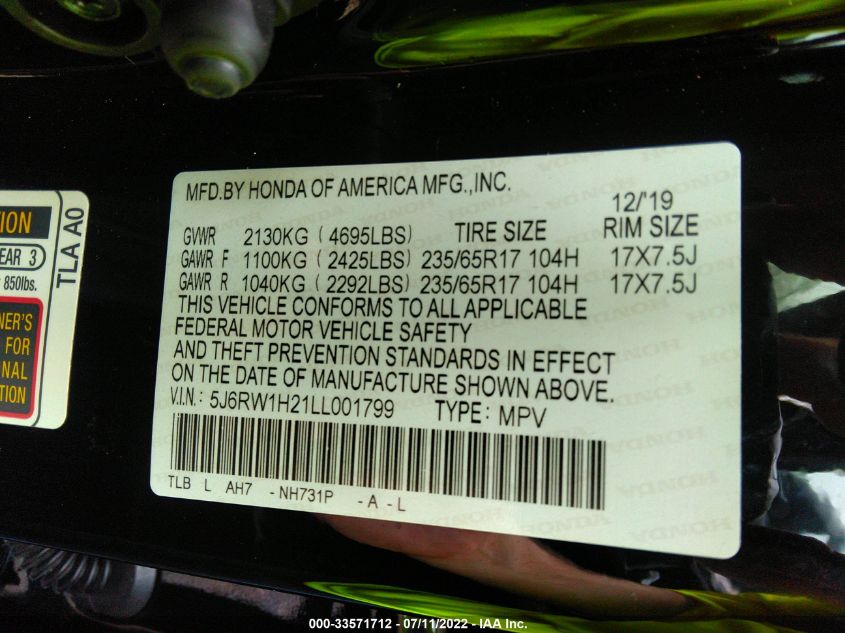 MFD.BY HONDA OF AMERICA MFG.,INC.
12/'19
GVWR 2130KG ( 4695LBS) TIRE SIZE RIM SIZE
GAWR F 1100KG ( 2425LBS) 235/65R17 104H 17X7.5J
GAWR R 1040KG ( 2292LBS) 235/65R17 104H 17X7.5J
THIS VEHICLE CONFORMS TO ALL APPLICABLE
FEDERAL MOTOR VEHICLE SAFETY
AND THEFT PREVENTION STANDARDS IN EFFECT
ON THE DATE OF MANUFACTURE SHOWN ABOVE.
V.I.N.: 5J6RW1H21LL001799 TYPE: MPV
TLB L AH7 -NH731P -A -L
TION
EAR 3
850lbs.
NER'S
FOR
NAL
TION
TLA A0
000-33571712 - 07/11/2022 - IAA Inc.